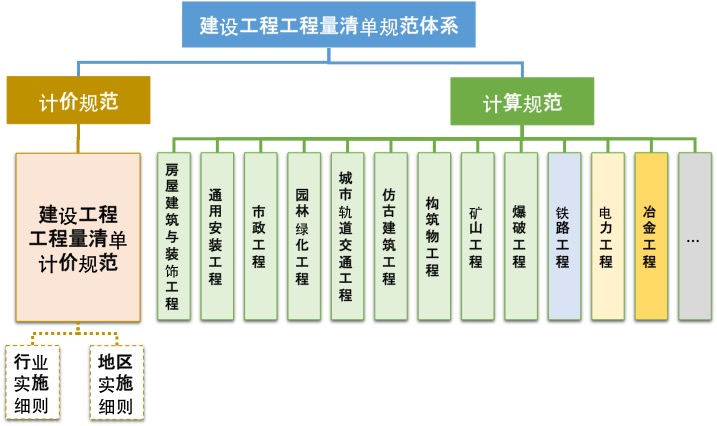 建设工程工程量清单规范体系
计价规范
计算规范
建设工程
工程量清单
计价规范
行业
实施
细则
地区
实施
细则
房屋建筑与装饰工程
通用安装工程
市政工程
园林绿化工程
城市轨道交通工程
仿古建筑工程
构筑物工程
矿山工程
爆破工程
铁路工程
电力工程
冶金工程
...